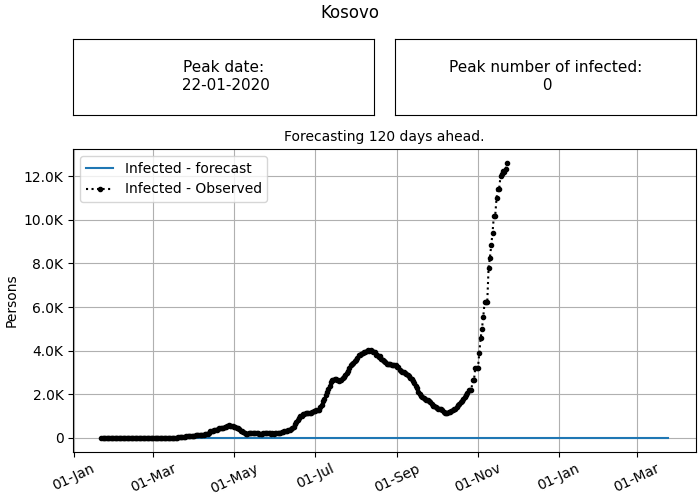 Kosovo
Peak date:
22-01-2020
Peak number of infected:
0
Forecasting 120 days ahead.
Infected - forecast
Infected - Observed
Persons
12.0K
10.0K
8.0K
6.0K
4.0K
2.0K
0
01-Jan
01-Mar
01-May
01-Jul
01-Sep
01-Nov
01-Jan
01-Mar